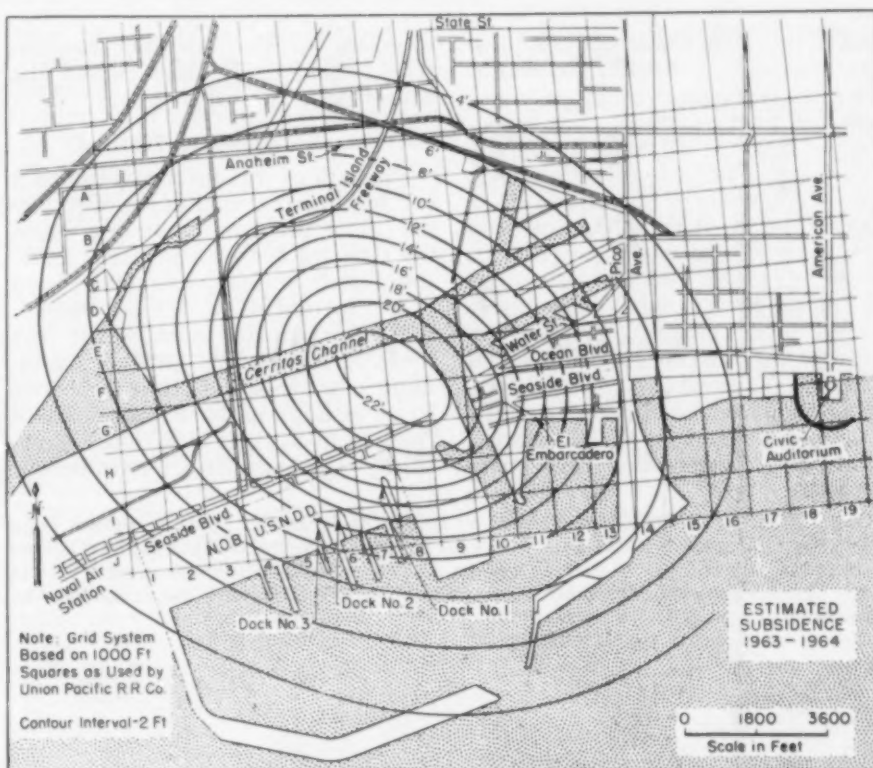 State St.
4'
Anaheim St.
6'
8'
Terminal Island
Freeway
10'
12'
14'
16'
18'
20'
22'
A
B
C
D
E
F
G
H
I
J
Pico
Ave.
American Ave.
Cerritos Channel
Water St.
Ocean Blvd.
Seaside Blvd.
El
Embarcadero
Civic
Auditorium
N
Seaside Blvd.
N.O.B. U.S.N.D.D.
Naval Air
Station
1 2 3 4 5 6 7 8 9 10 11 12 13 14 15 16 17 18 19
Dock No.3
Dock No.2
Dock No.1
Note: Grid System
Based on 1000 Ft
Squares as Used by
Union Pacific R.R Co.
Contour Interval-2 Ft
ESTIMATED
SUBSIDENCE
1963-1964
0 1800 3600
Scale in Feet